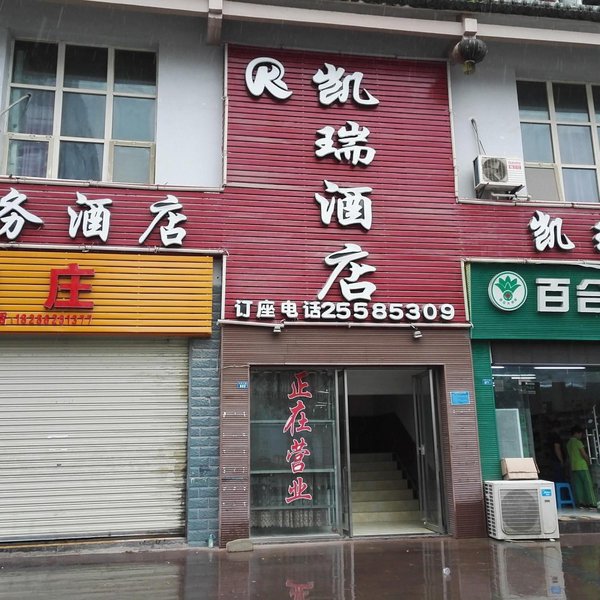 R
凯瑞酒店
务酒店
凯
订座电话25585309
庄
百合
正在营业